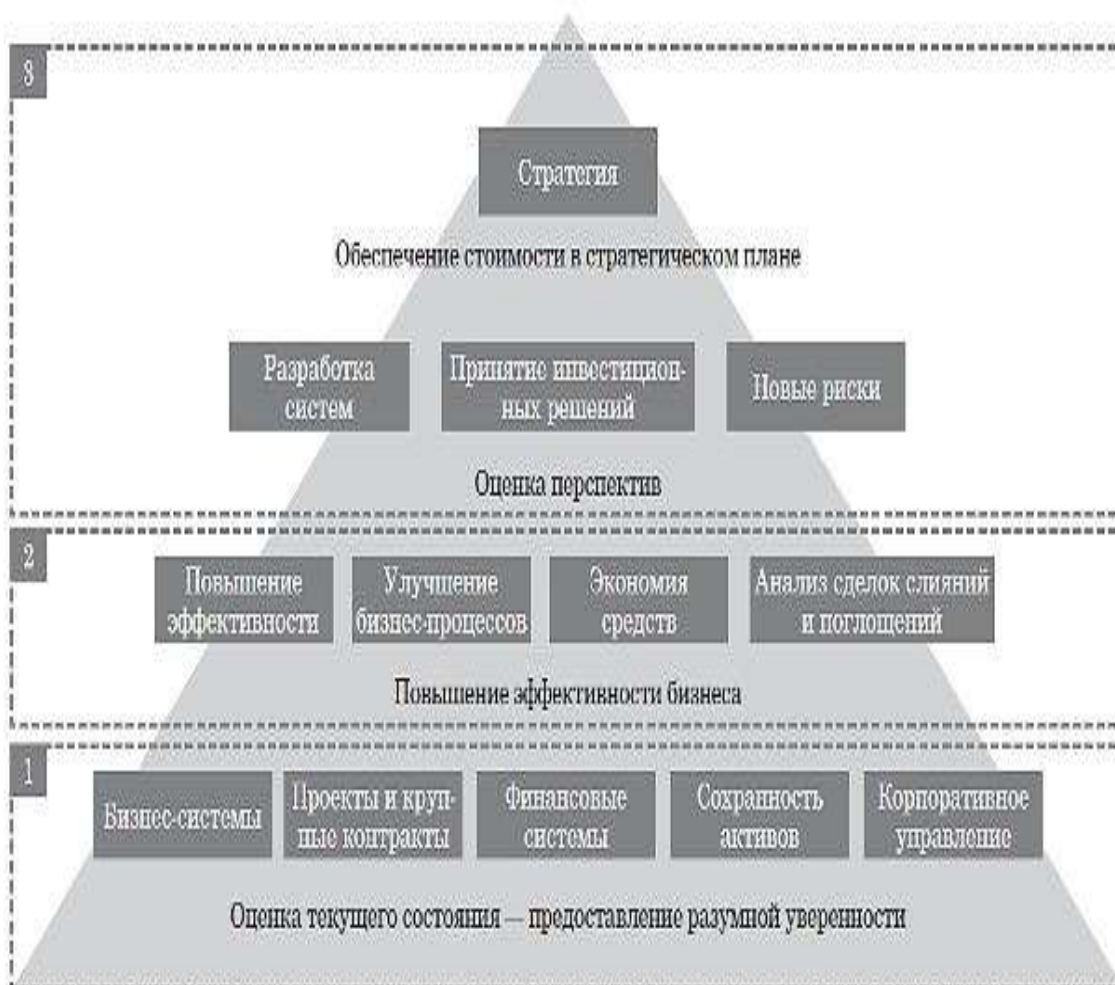 3
Стратегия
Обеспечение стоимости в стратегическом плане
Разработка
систем
Принятие инвестицион-
ных решений
Новые риски
Оценка перспектив
2
Повышение
эффективности
Улучшение
бизнес-процессов
Экономия
средств
Анализ сделок слияний
и поглощений
Повышение эффективности бизнеса
1
Бизнес-системы
Проекты и круп-
ные контракты
Финансовые
системы
Сохранность
активов
Корпоративное
управление
Оценка текущего состояния — предоставление разумной уверенности